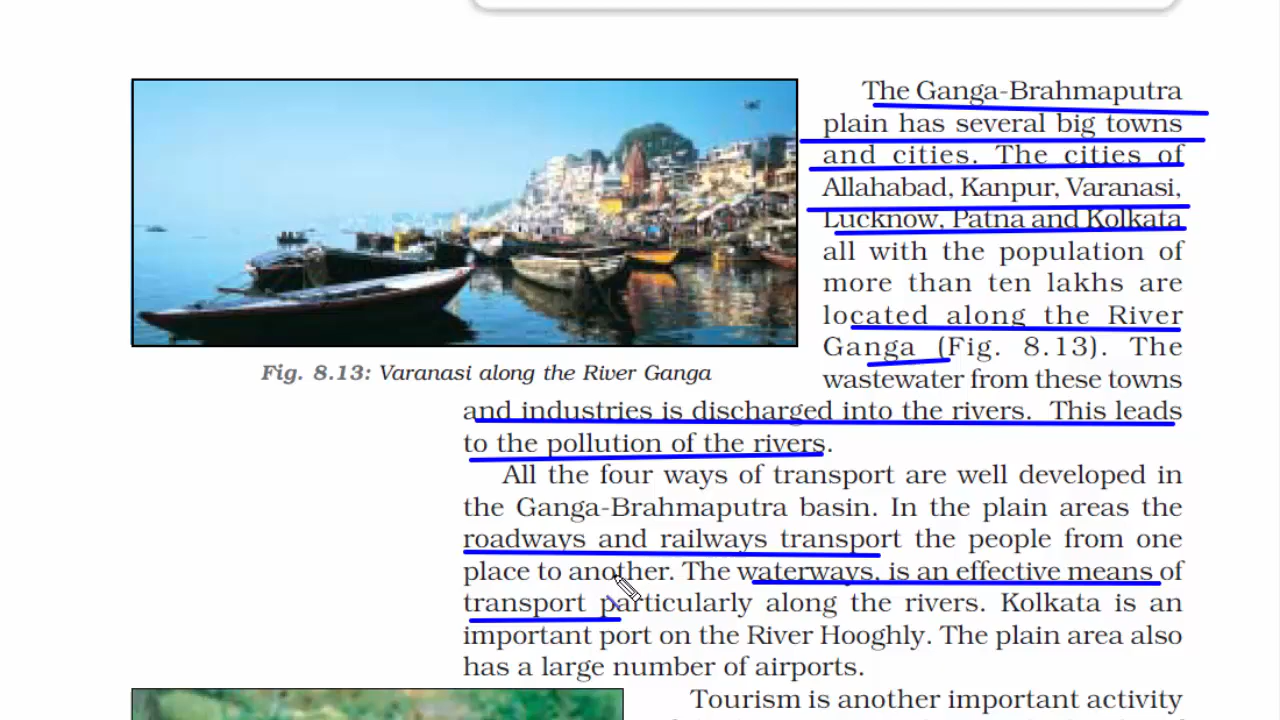 The Ganga-Brahmaputra
plain has several big towns
and cities. The cities of
Allahabad, Kanpur, Varanasi,
Lucknow, Patna and Kolkata
all with the population of
more than ten lakhs are
located along the River
Ganga (Fig. 8.13). The
wastewater from these towns
Fig. 8.13: Varanasi along the River Ganga
and industries is discharged into the rivers. This leads
to the pollution of the rivers.
All the four ways of transport are well developed in
the Ganga-Brahmaputra basin. In the plain areas the
roadways and railways transport the people from one
place to another. The waterways, is an effective means of
transport particularly along the rivers. Kolkata is an
important port on the River Hooghly. The plain area also
has a large number of airports.
Tourism is another important activity